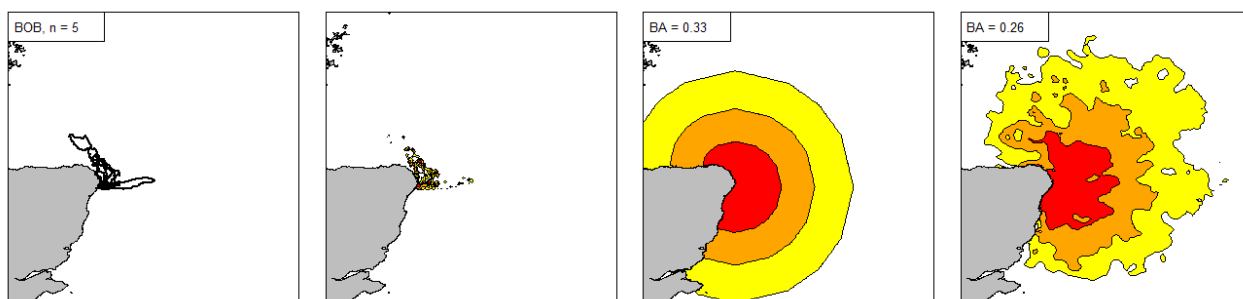 BOB, n = 5
BA = 0.33
BA = 0.26